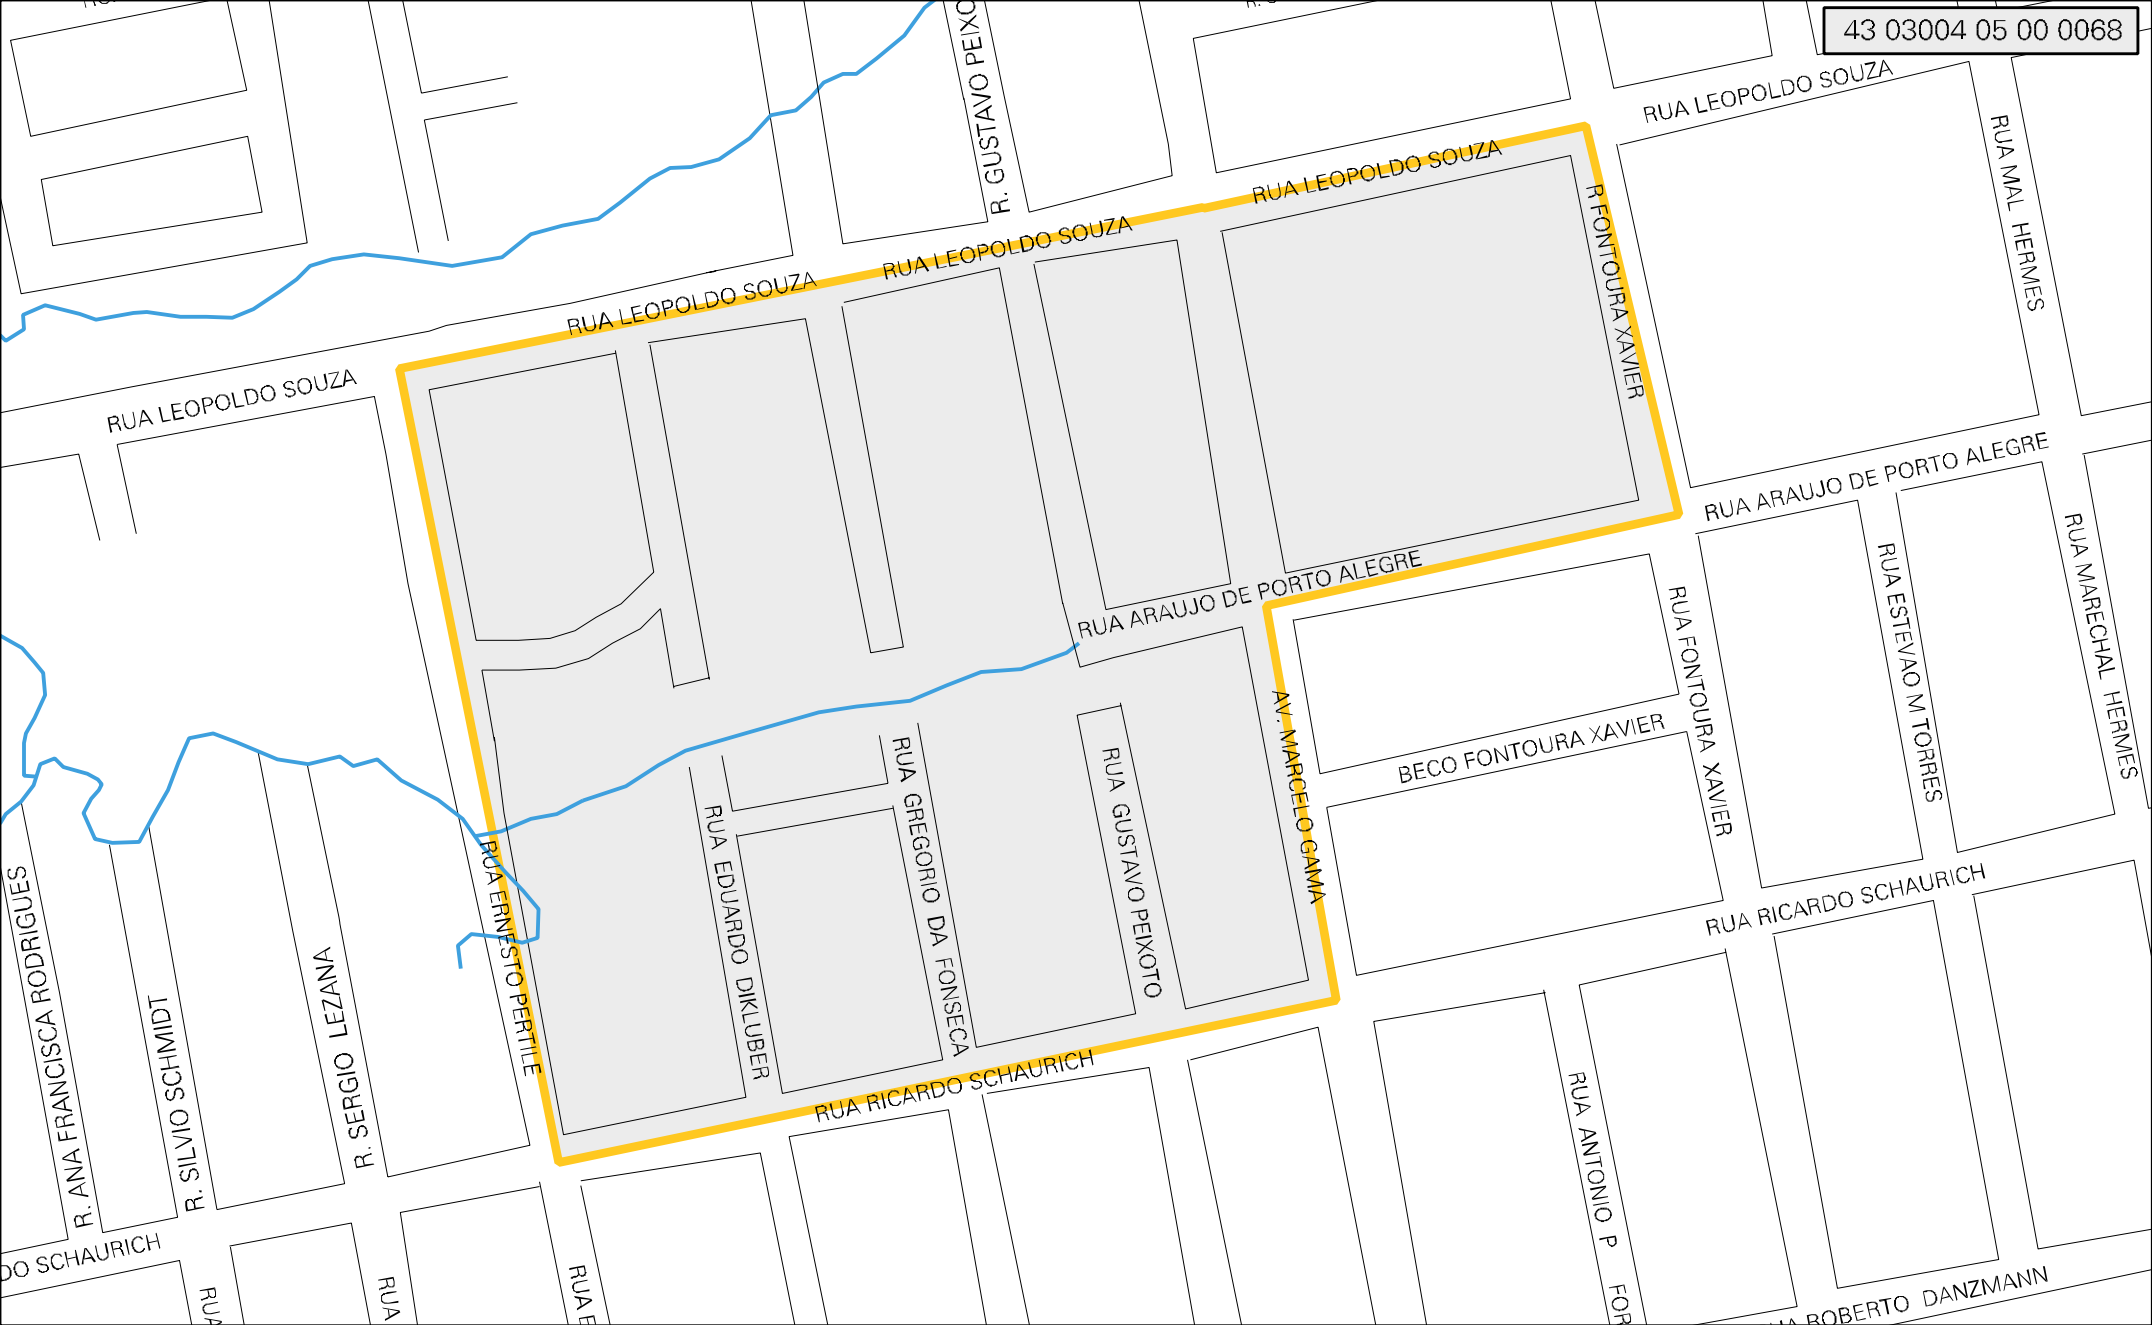 43 03004 05 00 0068
R. GUSTAVO PEIXO
RUA LEOPOLDO SOUZA
RUA LEOPOLDO SOUZA
RUA LEOPOLDO SOUZA
RUA LEOPOLDO SOUZA
RUA LEOPOLDO SOUZA
RUA MAL HERMES
R FONTOURA XAVIER
RUA ARAUJO DE PORTO ALEGRE
RUA ARAUJO DE PORTO ALEGRE
RUA FONTOURA XAVIER
RUA ESTEVAO M TORRES
RUA MARECHAL HERMES
BECO FONTOURA XAVIER
AV. MARCELO GAMA
RUA GUSTAVO PEIXOTO
RUA GREGORIO DA FONSECA
RUA EDUARDO DIKLUBER
RUA ERNESTO PERTILE
RUA RICARDO SCHAURICH
RUA RICARDO SCHAURICH
R. ANA FRANCISCA RODRIGUES
R. SILVIO SCHMIDT
R. SERGIO LEZANA
DO SCHAURICH
RUA
RUA
RUA E
RUA ANTONIO P FOR
ROBERTO DANZMANN